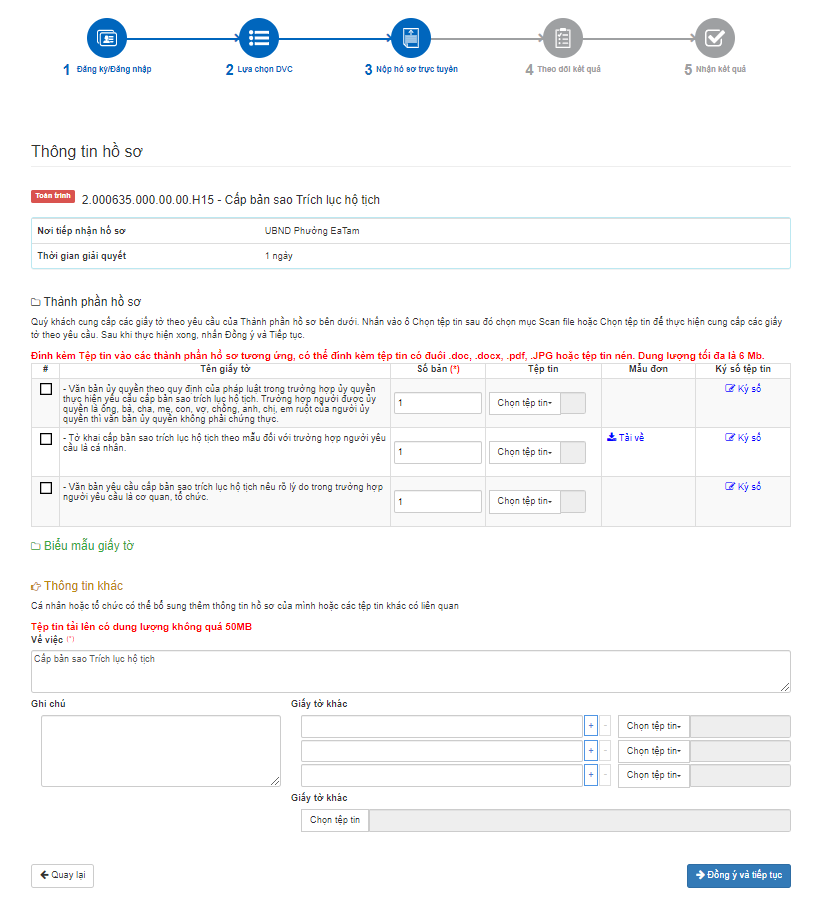 1 Đăng ký/Đăng nhập
2 Lựa chọn DVC
3 Nộp hồ sơ trực tuyến
4 Theo dõi kết quả
5 Nhận kết quả
Thông tin hồ sơ
Toàn trình 2.000635.000.00.00.H15 - Cấp bản sao Trích lục hộ tịch
Nơi tiếp nhận hồ sơ UBND Phường EaTam
Thời gian giải quyết 1 ngày
Thành phần hồ sơ
Quý khách cung cấp các giấy tờ theo yêu cầu của Thành phần hồ sơ bên dưới. Nhấn vào ô Chọn tệp tin sau đó chọn mục Scan file hoặc Chọn tệp tin để thực hiện cung cấp các giấy
tờ theo yêu cầu. Sau khi thực hiện xong, nhấn Đồng ý và Tiếp tục.
Đính kèm Tệp tin vào các thành phần hồ sơ tương ứng, có thể đính kèm tệp tin có đuôi .doc, .docx, .pdf, .JPG hoặc tệp tin nén. Dung lượng tối đa là 6 Mb.
# Tên giấy tờ Số bản (*) Tệp tin Mẫu đơn Ký số tệp tin
- Văn bản ủy quyền theo quy định của pháp luật trong trường hợp ủy quyền
thực hiện yêu cầu cấp bản sao trích lục hộ tịch. Trường hợp người được ủy
quyền là ông, bà, cha, mẹ, con, vợ, chồng, anh, chị, em ruột của người ủy
quyền thì văn bản ủy quyền không phải chứng thực.
1 Chọn tệp tin Ký số
- Tờ khai cấp bản sao trích lục hộ tịch theo mẫu đối với trường hợp người yêu
cầu là cá nhân.
1 Chọn tệp tin Tải về Ký số
- Văn bản yêu cầu cấp bản sao trích lục hộ tịch nêu rõ lý do trong trường hợp
người yêu cầu là cơ quan, tổ chức.
1 Chọn tệp tin Ký số
Biểu mẫu giấy tờ
Thông tin khác
Cá nhân hoặc tổ chức có thể bổ sung thêm thông tin hồ sơ của mình hoặc các tệp tin khác có liên quan
Tệp tin tải lên có dung lượng không quá 50MB
Về việc (*)
Cấp bản sao Trích lục hộ tịch
Ghi chú Giấy tờ khác
+ - Chọn tệp tin
+ - Chọn tệp tin
+ - Chọn tệp tin
Giấy tờ khác
Chọn tệp tin
Quay lại Đồng ý và tiếp tục